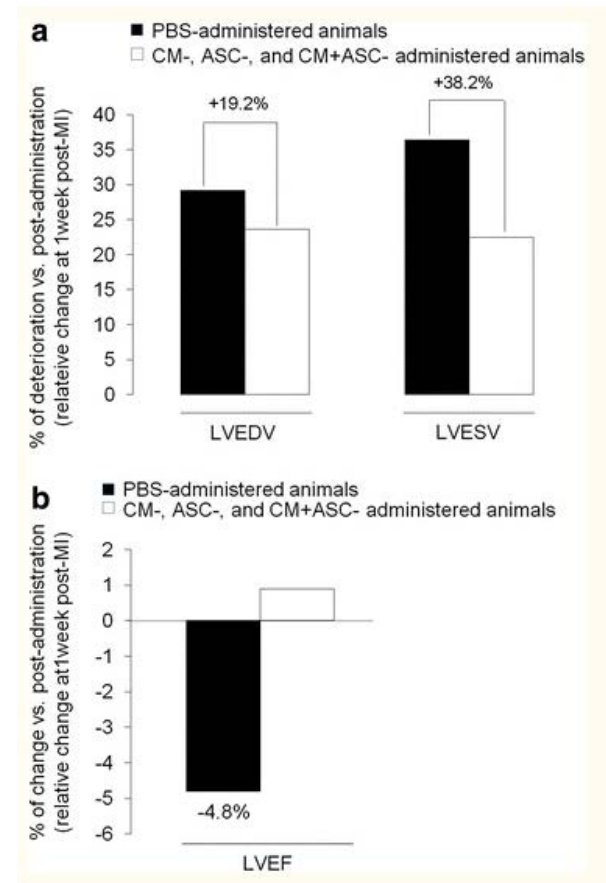 a
PBS-administered animals
CM-, ASC-, and CM+ASC- administered animals
% of deterioration vs. post-administration
(relateive change at 1week post-MI)
+19.2%
+38.2%
40
35
30
25
20
15
10
5
0
LVEDV
LVESV
b
PBS-administered animals
CM-, ASC-, and CM+ASC- administered animals
% of change vs. post-administration
(relative change at1week post-MI)
2
1
0
-1
-2
-3
-4
-5
-6
-4.8%
LVEF